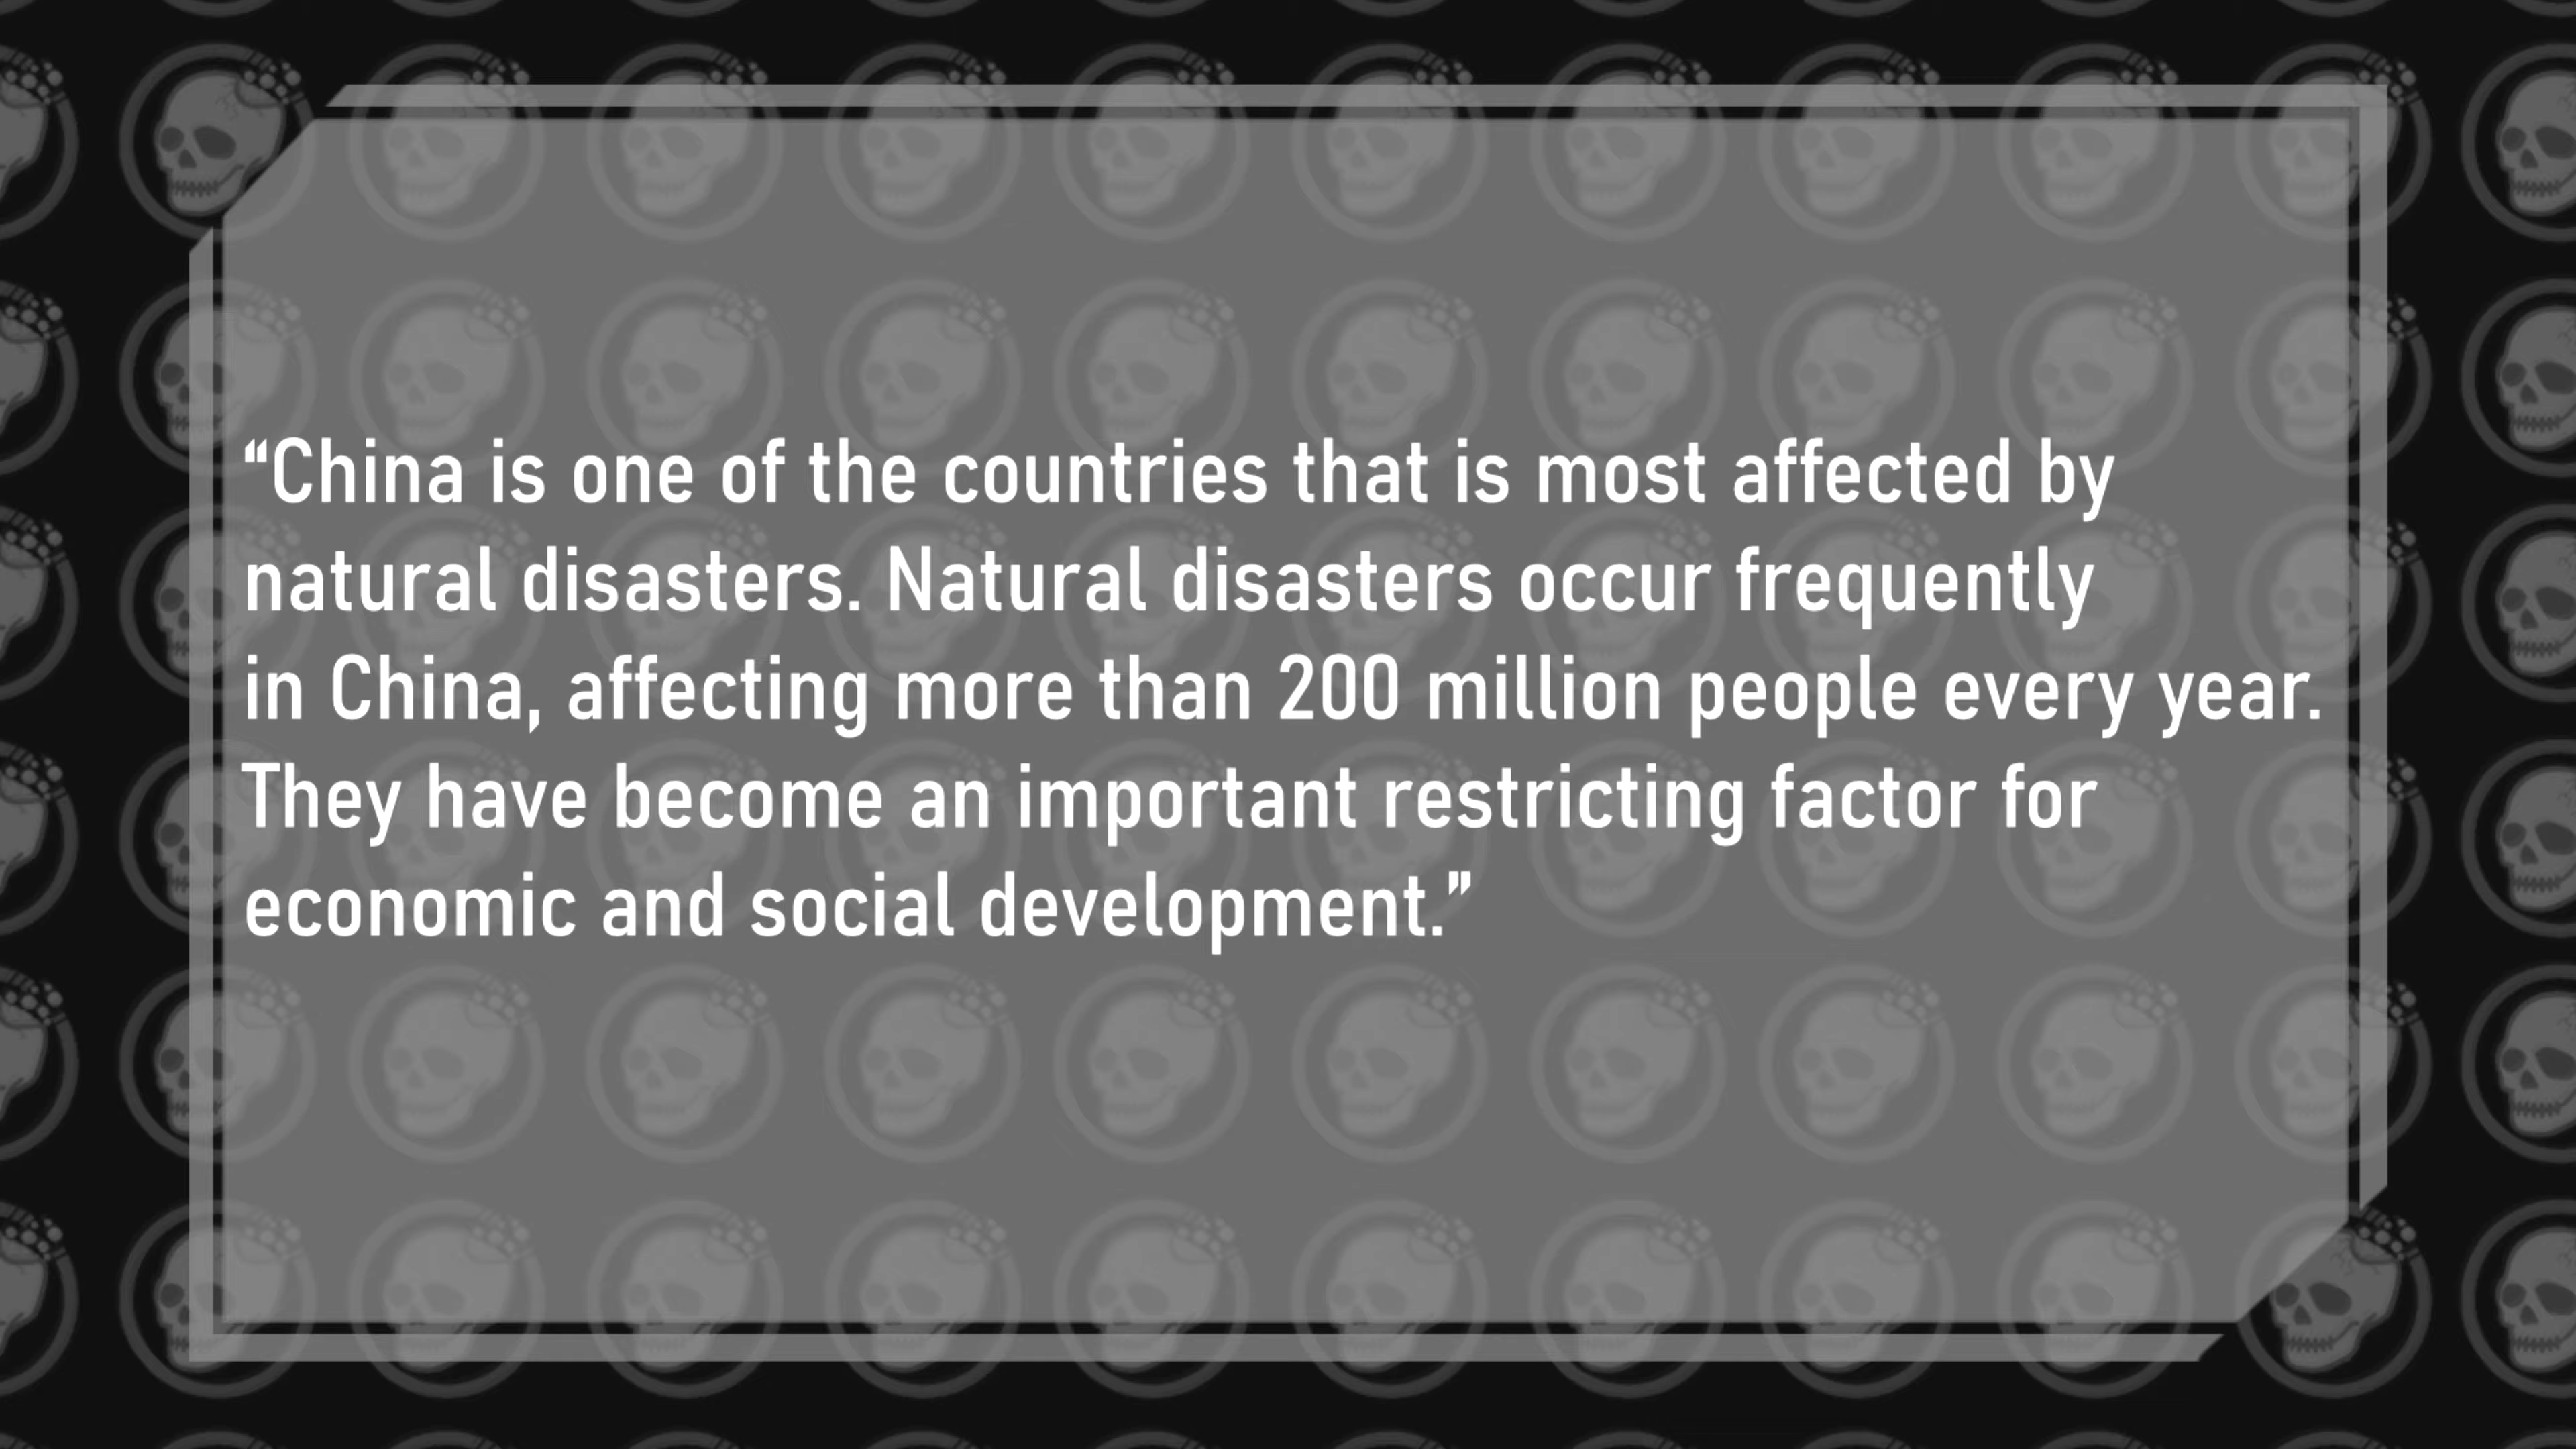 “China is one of the countries that is most affected by
natural disasters. Natural disasters occur frequently
in China, affecting more than 200 million people every year.
They have become an important restricting factor for
economic and social development.”